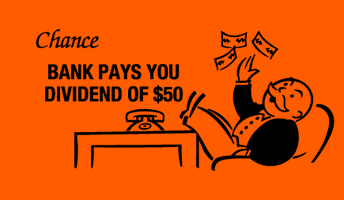 Chance
BANK PAYS YOU
DIVIDEND OF $50